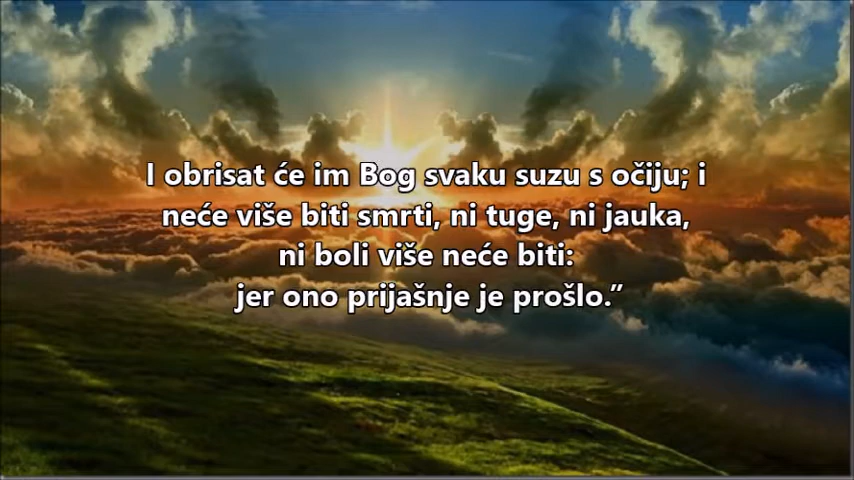 I obrisat će im Bog svaku suzu s očiju; i
neće više biti smrti, ni tuge, ni jauka,
ni boli više neće biti:
jer ono prijašnje je prošlo.”